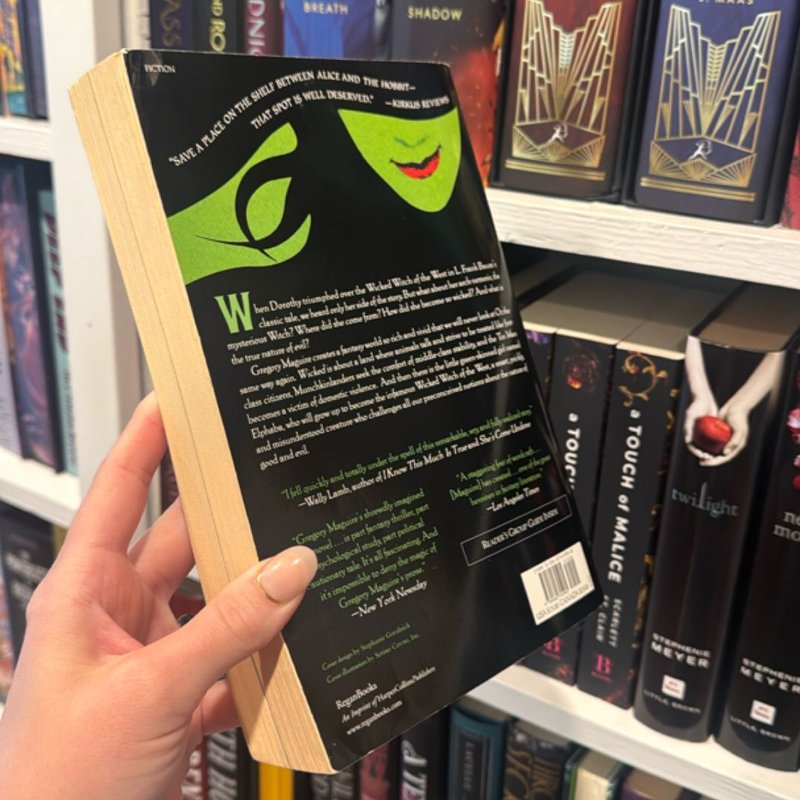 BREATH
SHADOW
FICTION
"SAVE A PLACE ON THE SHELF BETWEEN ALICE AND THE HOBBIT—
THAT SPOT IS WELL DESERVED." —KIRKUS REVIEWS
When Dorothy triumphed over the Wicked Witch of the West in L. Frank Baum's
classic tale, we heard only her side of the story. But what about her arch-nemesis, the
mysterious Witch? Where did she come from? How did she become so wicked? And what is
the true nature of evil?
Gregory Maguire creates a fantasy world so rich and vivid that we will never look at Oz the
same way again. Wicked is about a land where animals talk and strive to be treated like first-
class citizens, Munchkinlanders seek the comfort of middle-class stability, and the Tin Man
becomes a victim of domestic violence. And then there is the little green-skinned girl named
Elphaba, who will grow up to become the infamous Wicked Witch of the West, a smart, prickly,
and misunderstood creature who challenges all our preconceived notions about the nature of
good and evil.
"I fell quickly and totally under the spell of this remarkable, wry, and fully realized story."
—Wally Lamb, author of I Know This Much Is True and She's Come Undone
"Gregory Maguire's shrewdly imagined
novel . . . is part fantasy thriller, part
psychological study, part political
cautionary tale. It's all fascinating. And
it's impossible to deny the magic of
Gregory Maguire's prose."
—New York Newsday
"A staggering feat of wordcraft . . .
[Maguire] has created . . . one of the great
heroines in fantasy literature."
—Los Angeles Times
READER'S GROUP GUIDE INSIDE
Cover design by Stephanie
Cover illustration by Serino Coyne, Inc.
ReganBooks
An Imprint of HarperCollinsPublishers
www.reganbooks.com
a TOUCH
a TOUCH of MALICE
SCARLETT
ST. CLAIR
B
twilight
STEPHENIE
MEYER
LITTLE, BROWN
STEPHENIE
MEYER
LITTLE, BROWN